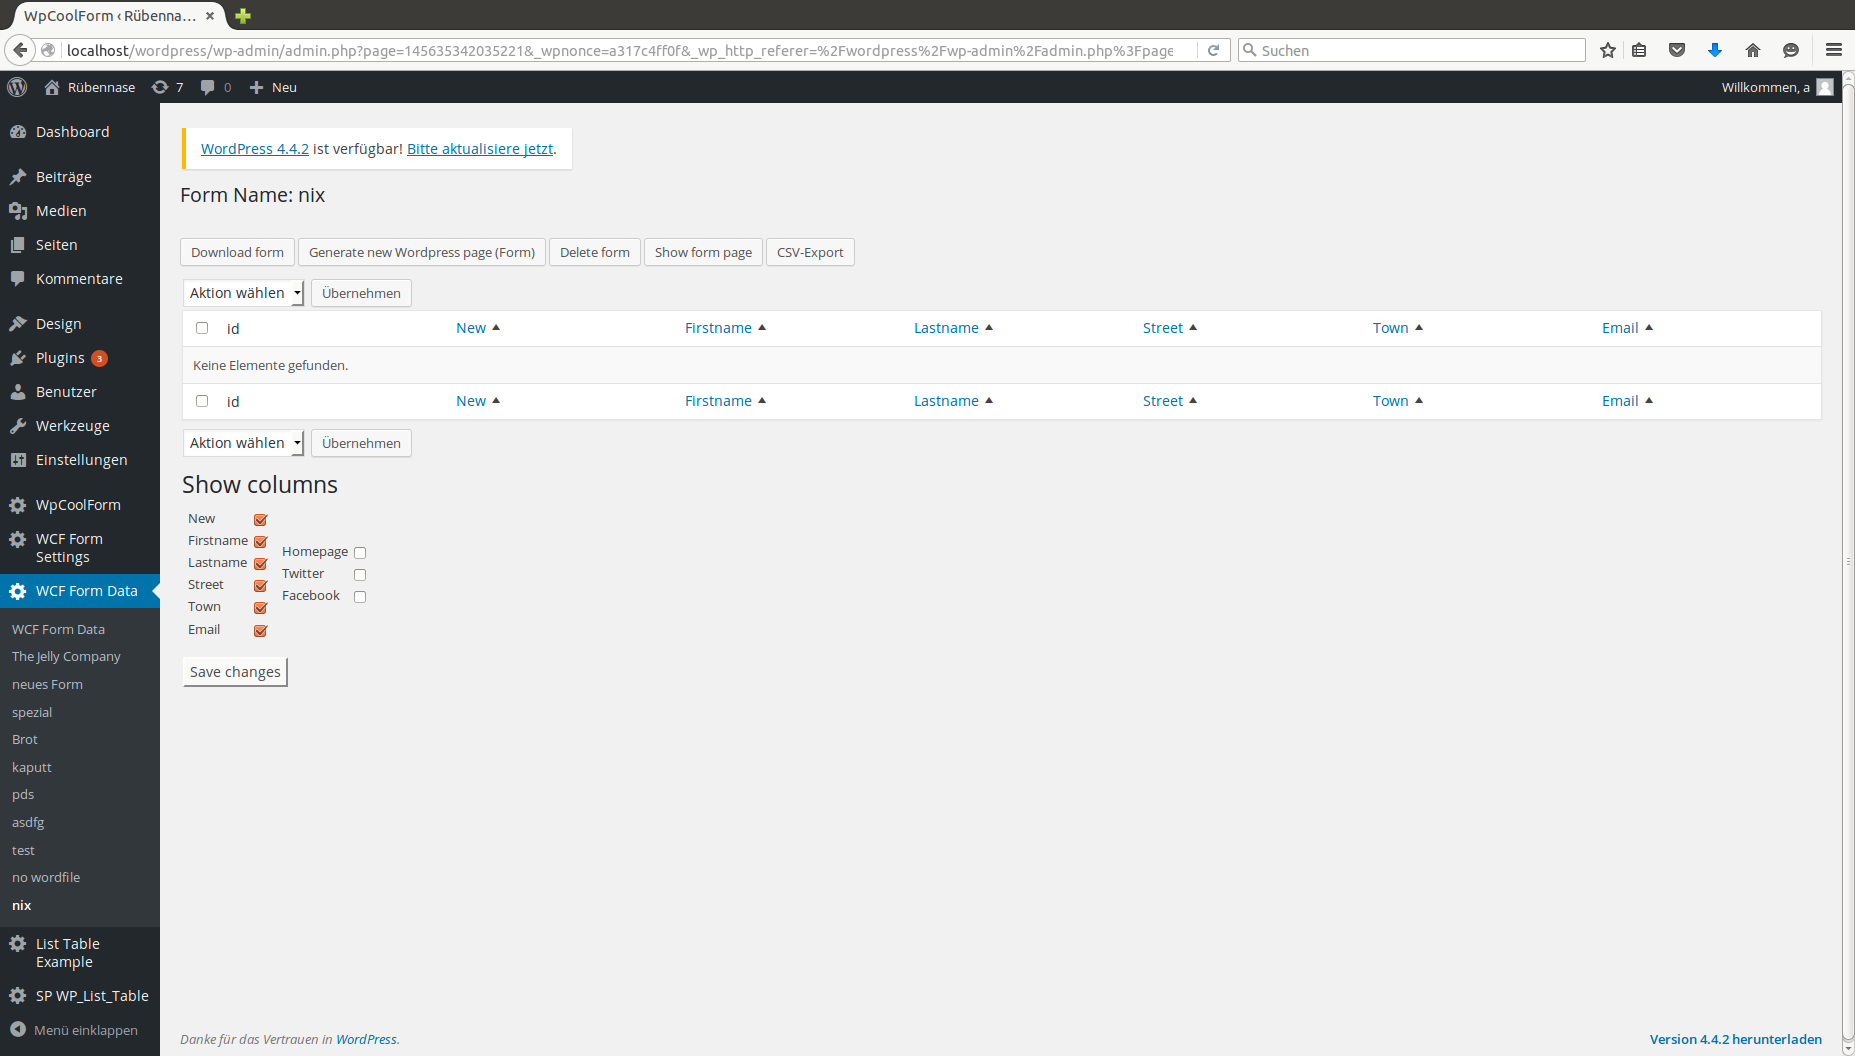 WpCoolForm ‹ Rübenna...
localhost/wordpress/wp-admin/admin.php?page=145635342035221&_wpnonce=a317c4ff0f&_wp_http_referer=%2Fwordpress%2Fwp-admin%2Fadmin.php%3Fpage
Suchen
Rübennase 7 0 Neu
Willkommen, a
Dashboard
Beiträge
Medien
Seiten
Kommentare
Design
Plugins 3
Benutzer
Werkzeuge
Einstellungen
WpCoolForm
WCF Form
Settings
WCF Form Data
WCF Form Data
The Jelly Company
neues Form
spezial
Brot
kaputt
pds
asdfg
test
no wordfile
nix
List Table
Example
SP WP_List_Table
Menü einklappen
WordPress 4.4.2 ist verfügbar! Bitte aktualisiere jetzt.
Form Name: nix
Download form Generate new Wordpress page (Form) Delete form Show form page CSV-Export
Aktion wählen Übernehmen
id New Firstname Lastname Street Town Email
Keine Elemente gefunden.
id New Firstname Lastname Street Town Email
Aktion wählen Übernehmen
Show columns
New
Firstname
Lastname
Street
Town
Email
Homepage
Twitter
Facebook
Save changes
Danke für das Vertrauen in WordPress.
Version 4.4.2 herunterladen